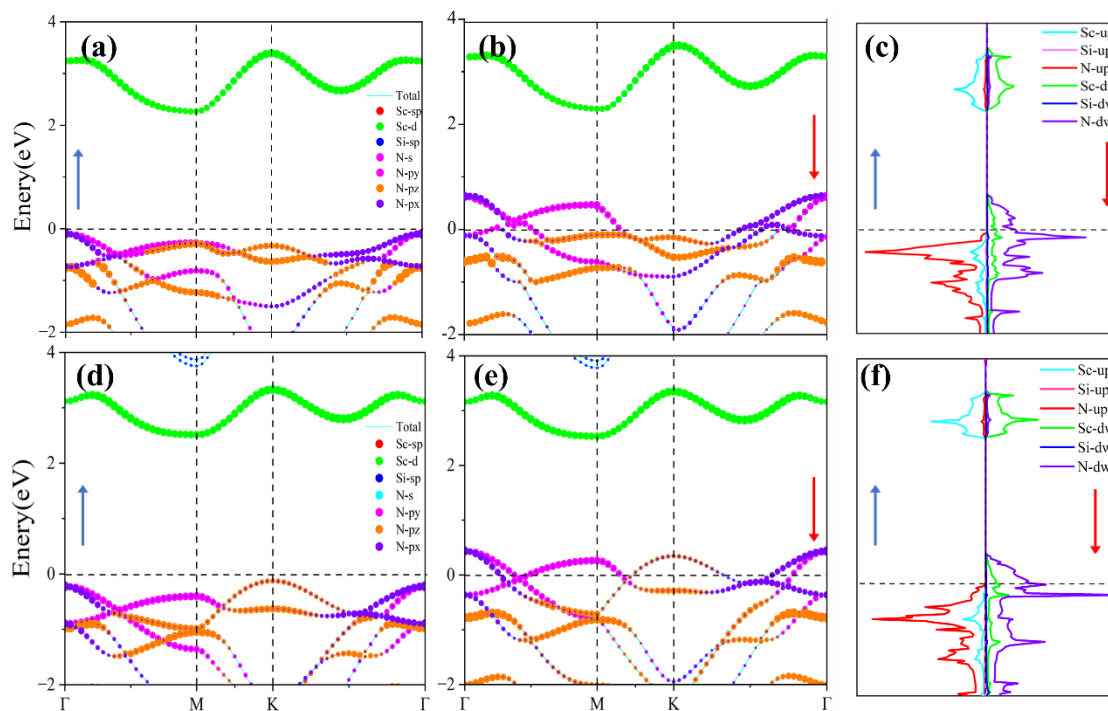 (a)
4
2
0
−2
Enery(eV)
Total
Sc-sp
Sc-d
Si-sp
N-s
N-py
N-pz
N-px
(b)
4
2
0
-2
(c)
Sc-up
Si-up
N-up
Sc-d
Si-dw
N-dw
(d)
4
2
0
−2
Enery(eV)
Total
Sc-sp
Sc-d
Si-sp
N-s
N-py
N-pz
N-px
Γ
M
K
Γ
(e)
4
2
0
−2
Γ
M
K
Γ
(f)
Sc-up
Si-up
N-up
Sc-dw
Si-dw
N-dw